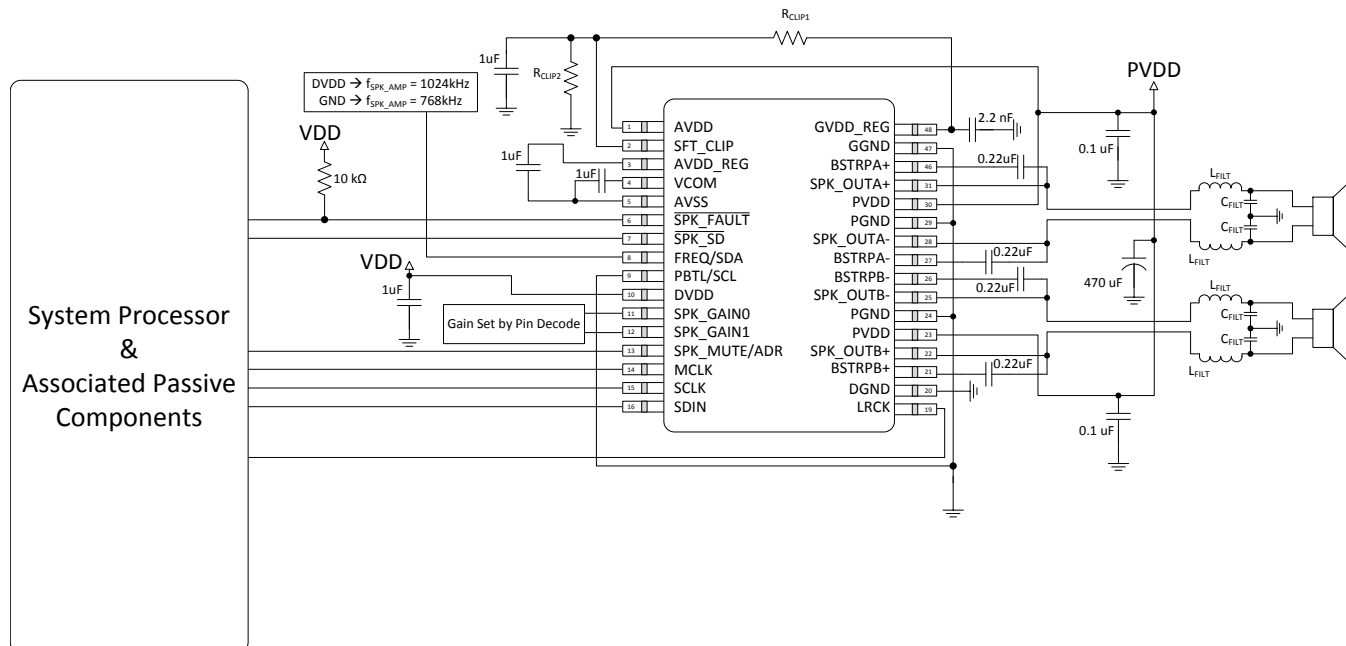 System Processor
&
Associated Passive
Components
DVDD → fSPK_AMP = 1024kHz
GND → fSPK_AMP = 768kHz
VDD
10 kΩ
1uF
RCLIP2
RCLIP1
1uF
1uF
VDD
1uF
Gain Set by Pin Decode
1 AVDD
2 SFT_CLIP
3 AVDD_REG
4 VCOM
5 AVSS
6 SPK_FAULT
7 SPK_SD
8 FREQ/SDA
9 PBTL/SCL
10 DVDD
11 SPK_GAIN0
12 SPK_GAIN1
13 SPK_MUTE/ADR
14 MCLK
15 SCLK
16 SDIN
GVDD_REG 48
GGND 47
BSTRPA+ 46
SPK_OUTA+ 31
PVDD 30
PGND 29
SPK_OUTA- 28
BSTRPA- 27
BSTRPB- 26
SPK_OUTB- 25
PGND 24
PVDD 23
SPK_OUTB+ 22
BSTRPB+ 21
DGND 20
LRCK 19
2.2 nF
0.22uF
0.22uF
0.22uF
0.22uF
PVDD
0.1 uF
470 uF
0.1 uF
LFILT
CFILT
CFILT
LFILT
LFILT
CFILT
CFILT
LFILT